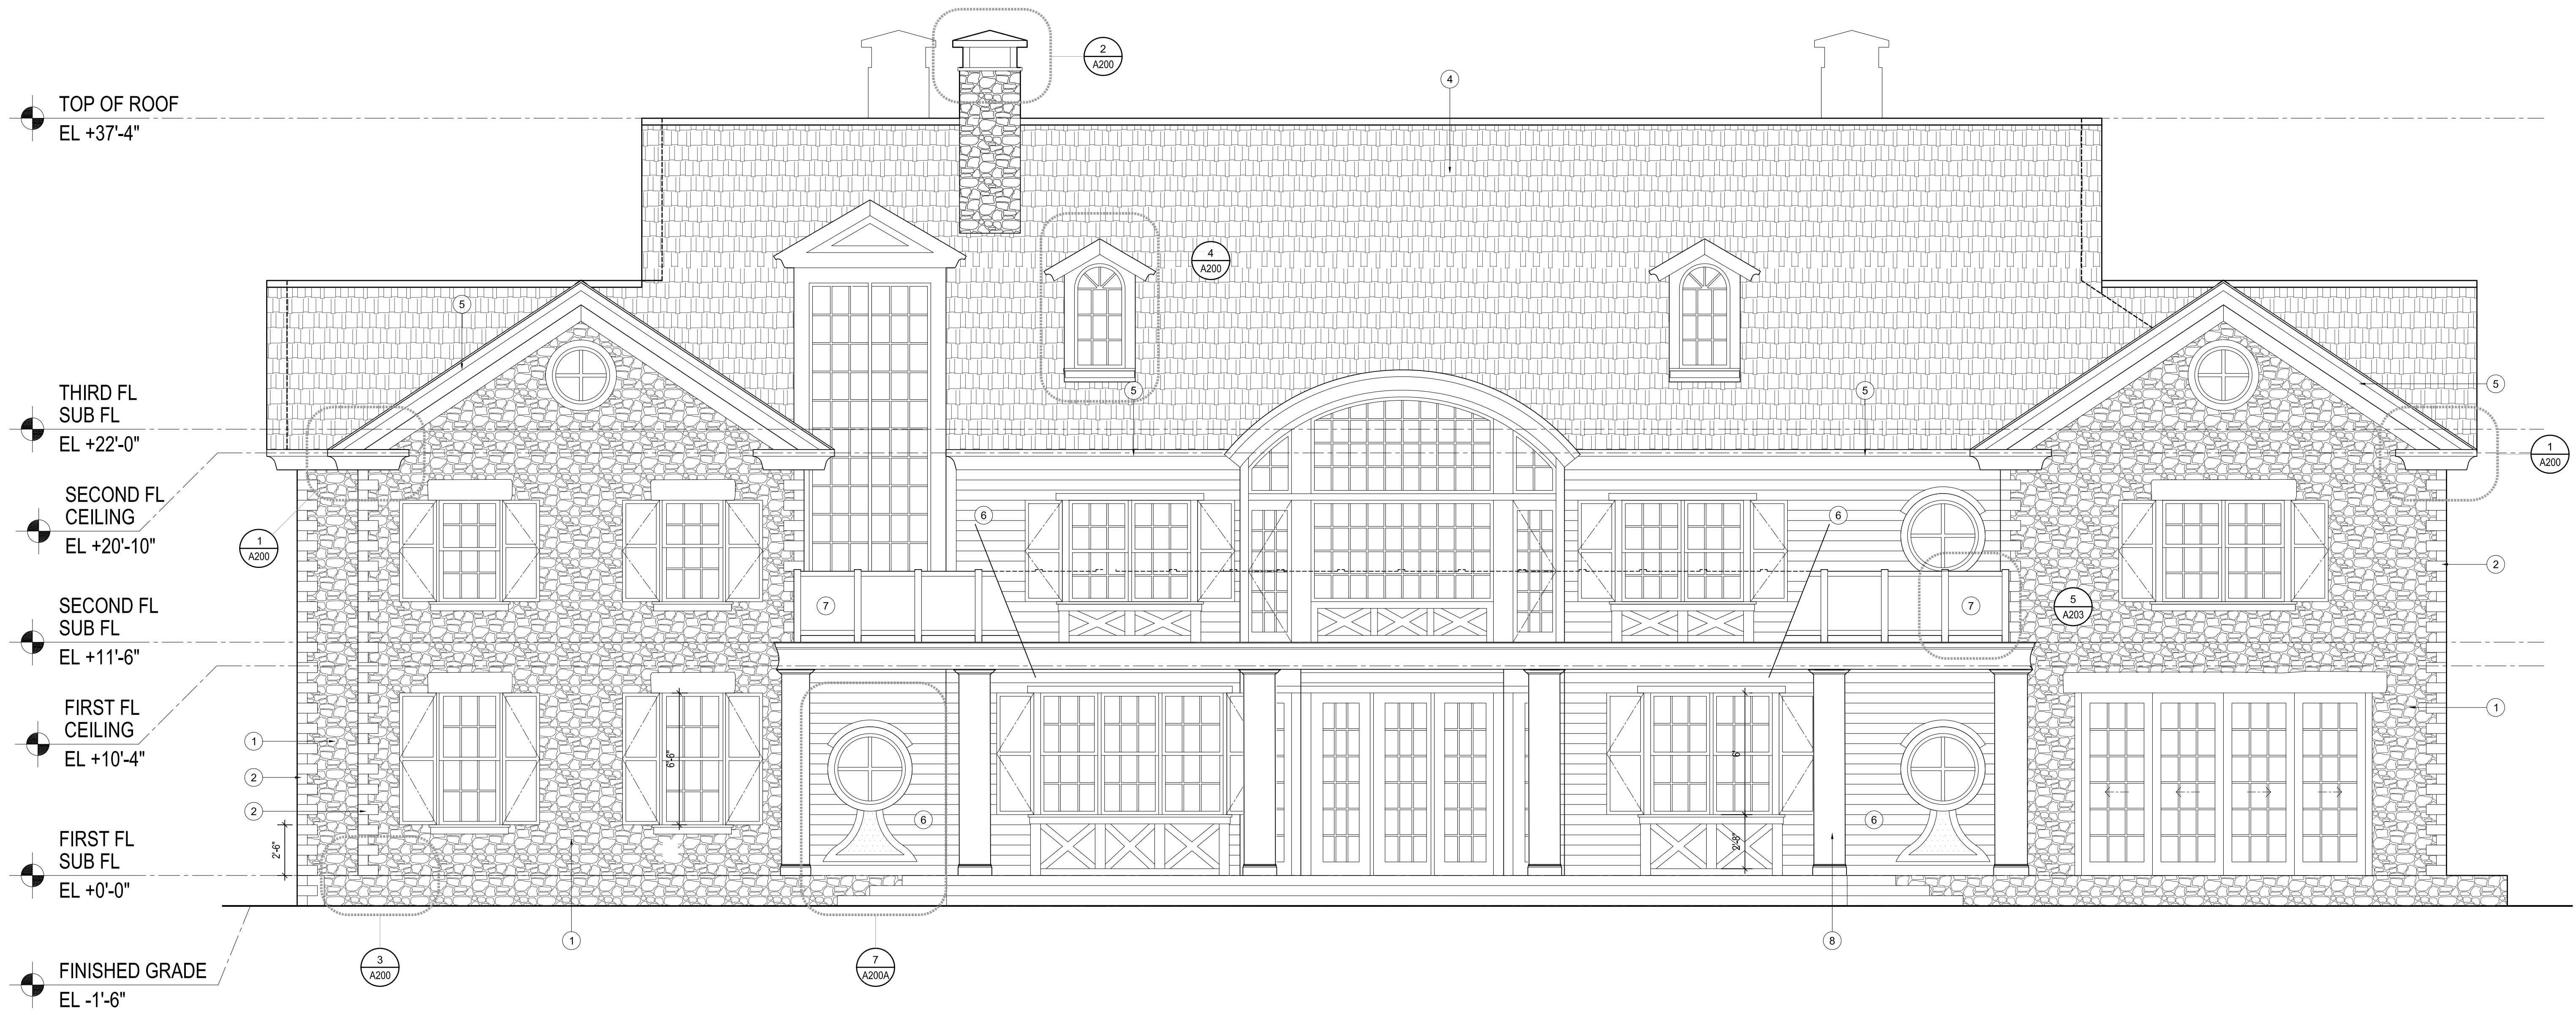 2
A200
4
TOP OF ROOF
EL +37'-4"
4
A200
5
THIRD FL
SUB FL
EL +22'-0"
5
5
5
1
A200
SECOND FL
CEILING
EL +20'-10"
1
A200
6
6
2
SECOND FL
SUB FL
EL +11'-6"
7
7
5
A203
FIRST FL
CEILING
EL +10'-4"
1
1
2
2
6'-6"
6'
6
6
2'-8"
2'-6"
FIRST FL
SUB FL
EL +0'-0"
1
8
3
A200
7
A200A
FINISHED GRADE
EL -1'-6"